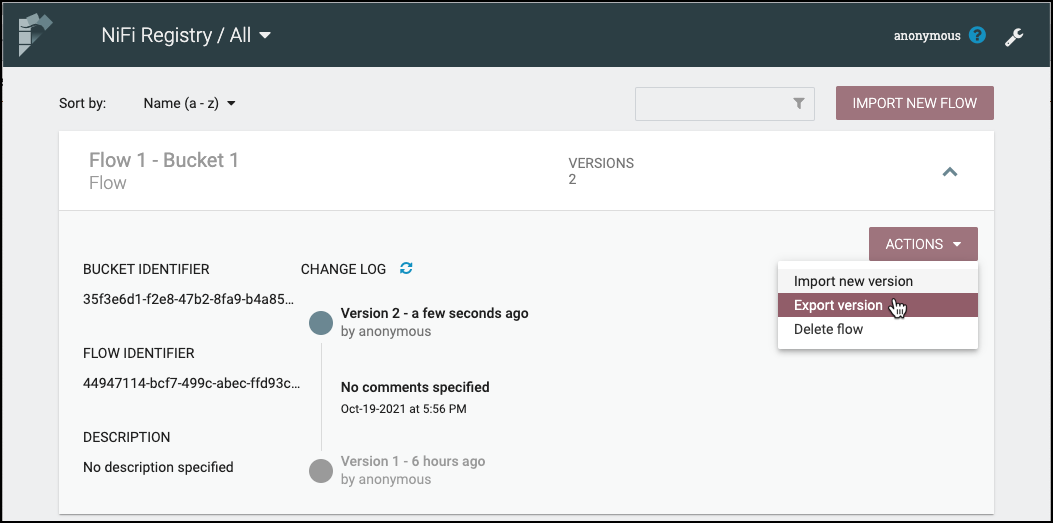 NiFi Registry / All
anonymous
Sort by:
Name (a - z)
IMPORT NEW FLOW
Flow 1 - Bucket 1
Flow
VERSIONS
2
ACTIONS
Import new version
Export version
Delete flow
BUCKET IDENTIFIER
35f3e6d1-f2e8-47b2-8fa9-b4a85...
FLOW IDENTIFIER
44947114-bcf7-499c-abec-ffd93c...
DESCRIPTION
No description specified
CHANGE LOG
Version 2 - a few seconds ago
by anonymous
No comments specified
Oct-19-2021 at 5:56 PM
Version 1 - 6 hours ago
by anonymous